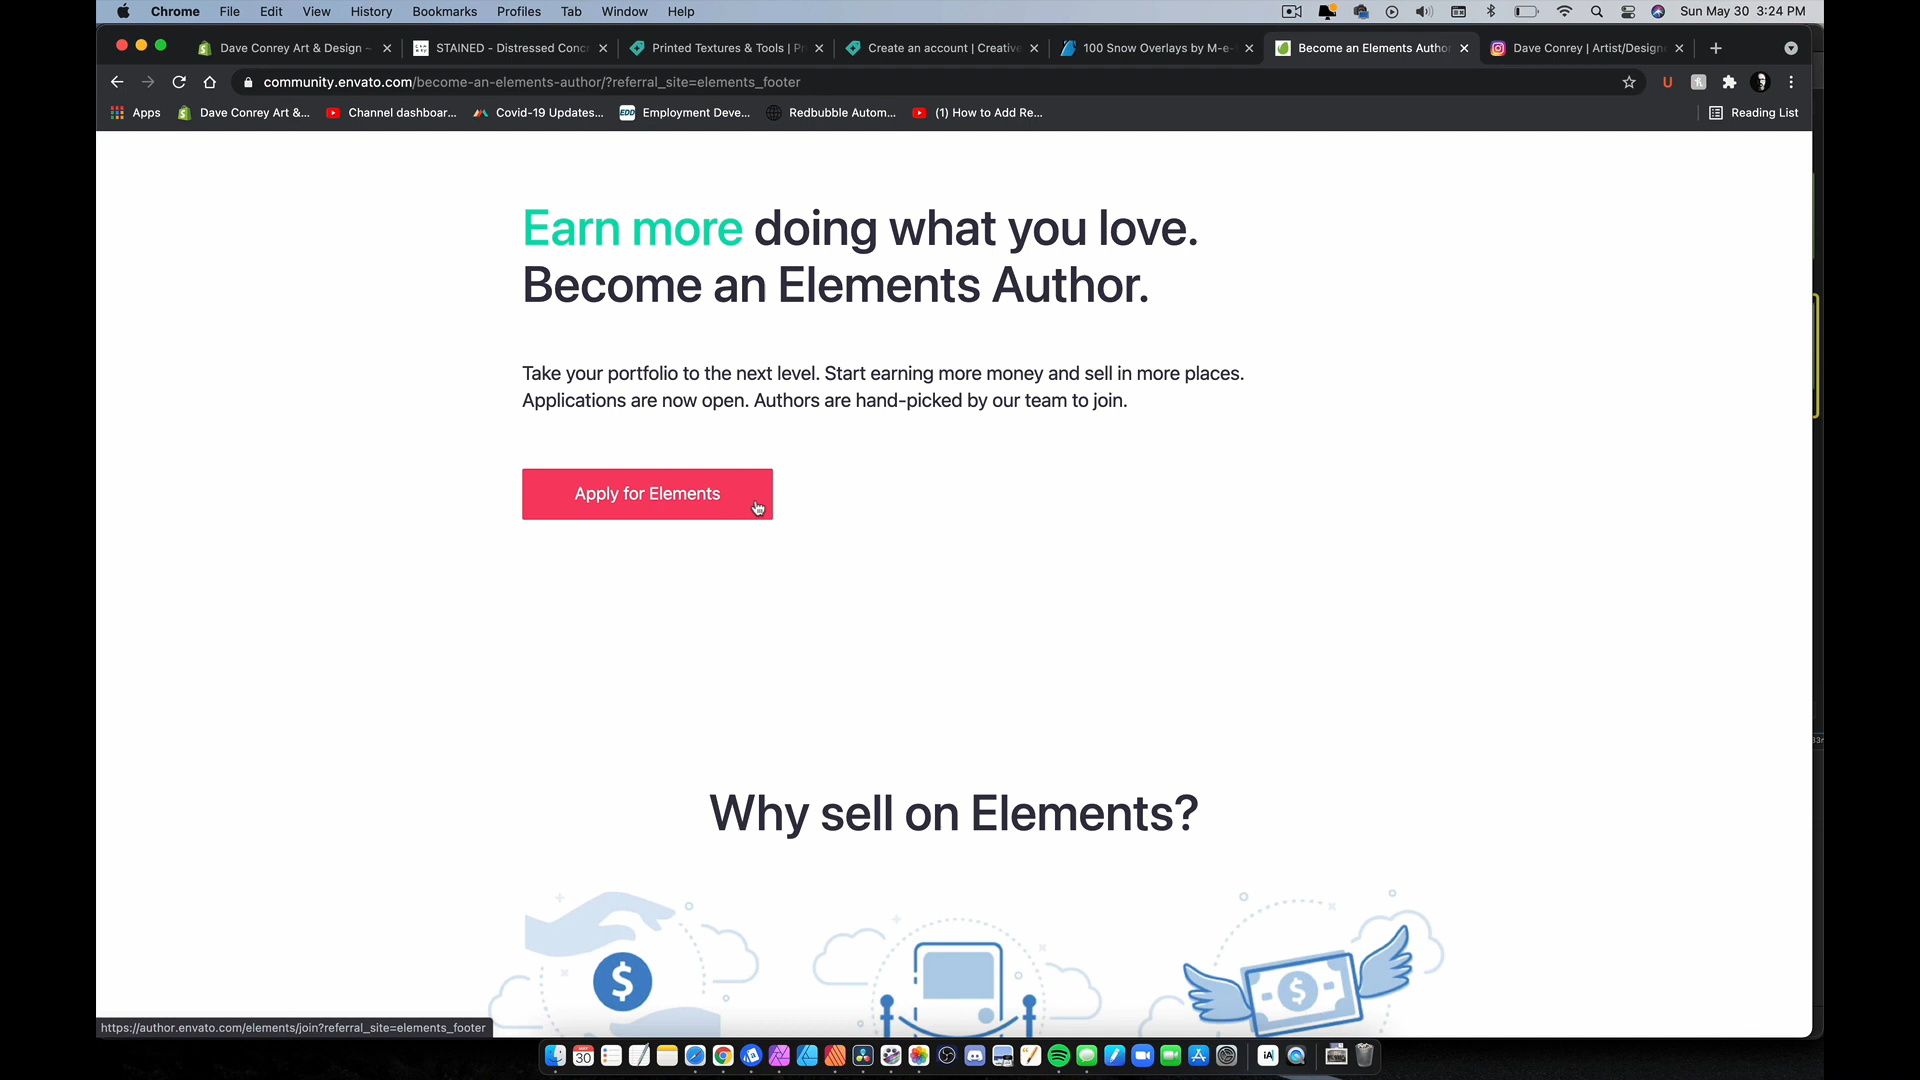 Chrome File Edit View History Bookmarks Profiles Tab Window Help Sun May 30 3:24 PM
Dave Conrey Art & Design ~ STAINED - Distressed Conc Printed Textures & Tools | Pr Create an account | Creative 100 Snow Overlays by M-e- Become an Elements Autho Dave Conrey | Artist/Design
community.envato.com/become-an-elements-author/?referral_site=elements_footer
Apps Dave Conrey Art &... Channel dashboar... Covid-19 Updates... EDD Employment Deve... Redbubble Autom... (1) How to Add Re... Reading List
Earn more doing what you love.
Become an Elements Author.
Take your portfolio to the next level. Start earning more money and sell in more places.
Applications are now open. Authors are hand-picked by our team to join.
Apply for Elements
Why sell on Elements?
https://author.envato.com/elements/join?referral_site=elements_footer